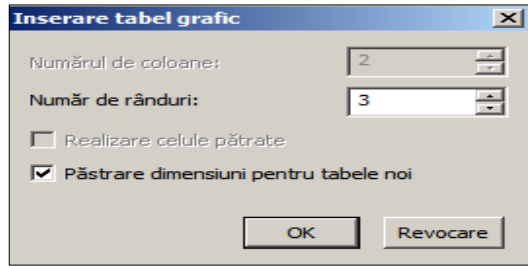 Inserare tabel grafic
Numărul de coloane: 2
Număr de rânduri: 3
Realizare celule pătrate
Păstrare dimensiuni pentru tabele noi
OK Revocare